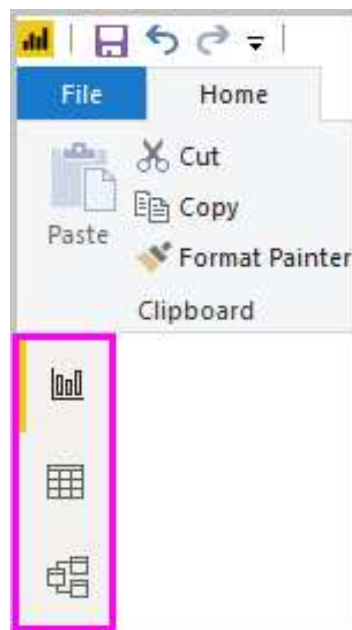 File Home
Cut
Copy
Paste
Format Painter
Clipboard